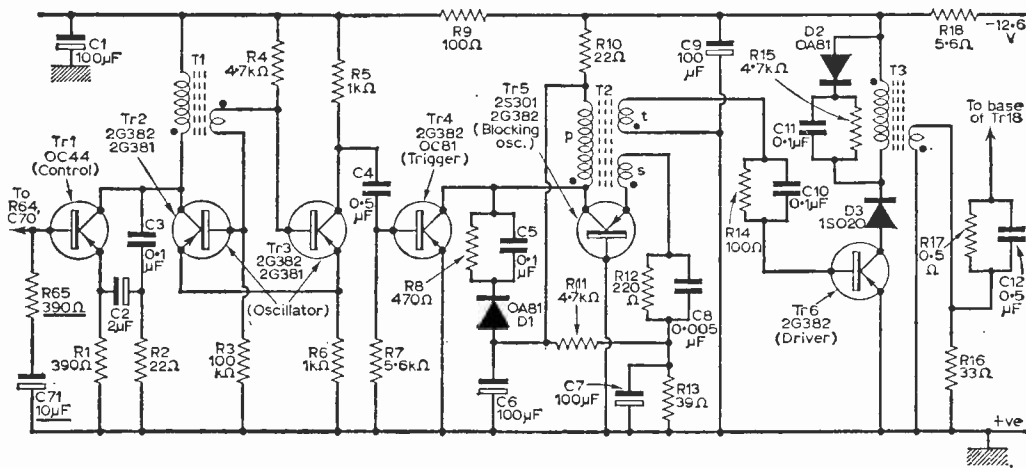 C1
100μF
T1
R4
4·7kΩ
R9
100Ω
R5
1kΩ
R10
22Ω
C9
100
μF
R15
4·7kΩ
D2
OA81
R18
5·6Ω
-12·6
V
Tr1
OC44
(Control)
Tr2
2G382
2G381
Tr4
2G382
OC81
(Trigger)
Tr5
2S301
2G382
(Blocking
osc.)
T2
p
t
s
C11
0·1μF
T3
To base
of Tr18
To
R64,
C70'
C3
0·1
μF
C4
0·5
μF
Tr3
2G382
2G381
(Oscillator)
C5
0·1
μF
R8
470Ω
R14
100Ω
C10
0·1μF
D3
1S020
R17
0·5
Ω
C12
0·5
μF
R65
390Ω
C2
2μF
OA81
D1
R11
4·7kΩ
R12
220
Ω
C8
0·005
μF
Tr6
2G382
(Driver)
R1
390Ω
R2
22Ω
R3
100
kΩ
R6
1kΩ
R7
5·6kΩ
C71
10μF
C6
100μF
C7
100μF
R13
39Ω
R16
33Ω
+ve